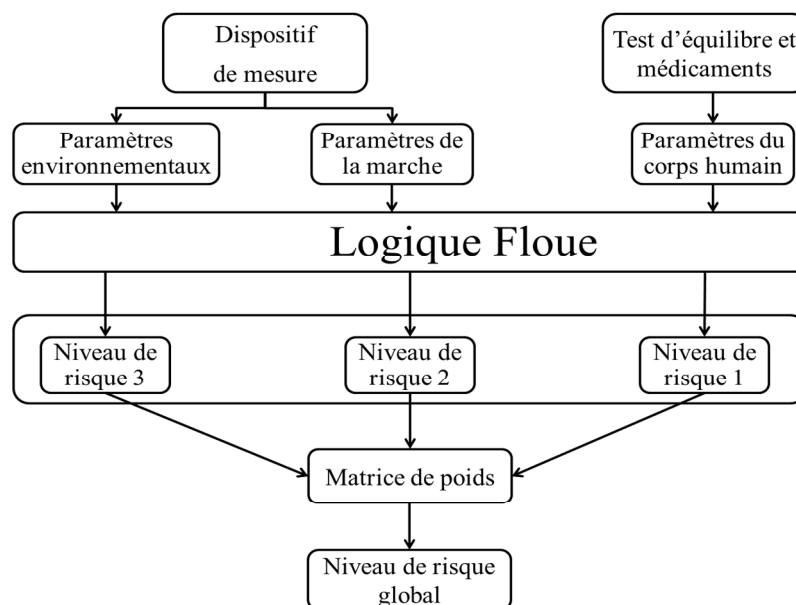 Dispositif
de mesure
Test d'équilibre et
médicaments
Paramètres
environnementaux
Paramètres de
la marche
Paramètres du
corps humain
Logique Floue
Niveau de
risque 3
Niveau de
risque 2
Niveau de
risque 1
Matrice de poids
Niveau de risque
global